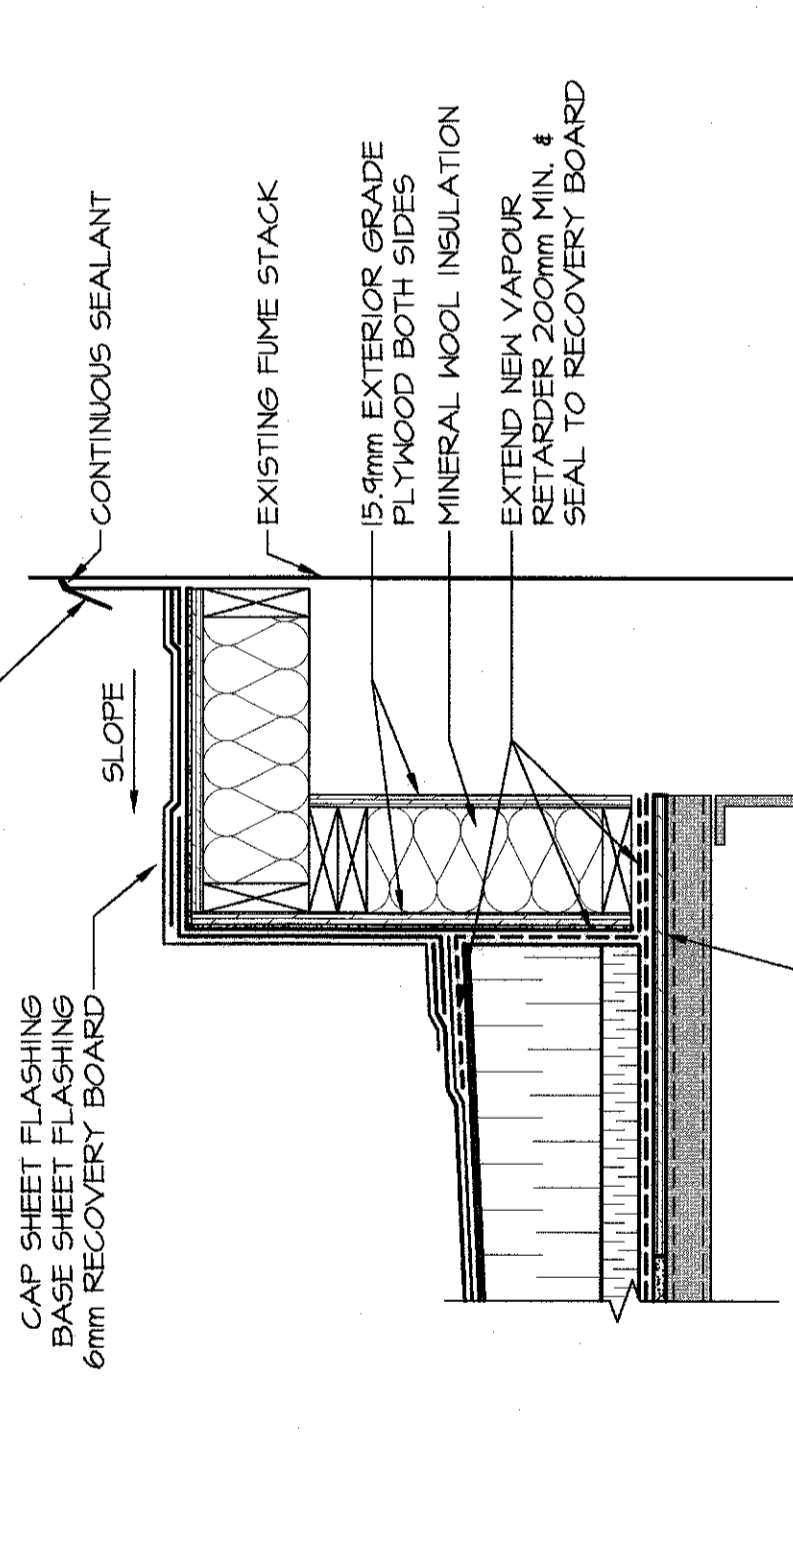 CONTINUOUS SEALANT
EXISTING FUME STACK
15.9mm EXTERIOR GRADE
PLYWOOD BOTH SIDES
MINERAL WOOL INSULATION
EXTEND NEW VAPOUR
RETARDER 200mm MIN. &
SEAL TO RECOVERY BOARD
SLOPE
CAP SHEET FLASHING
BASE SHEET FLASHING
6mm RECOVERY BOARD